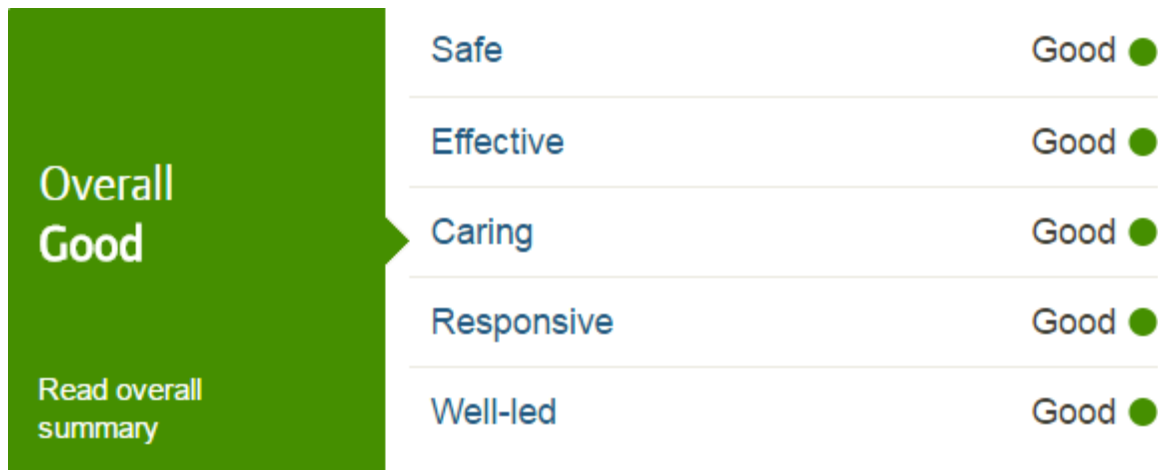 Overall
Good
Read overall
summary
Safe Good
Effective Good
Caring Good
Responsive Good
Well-led Good